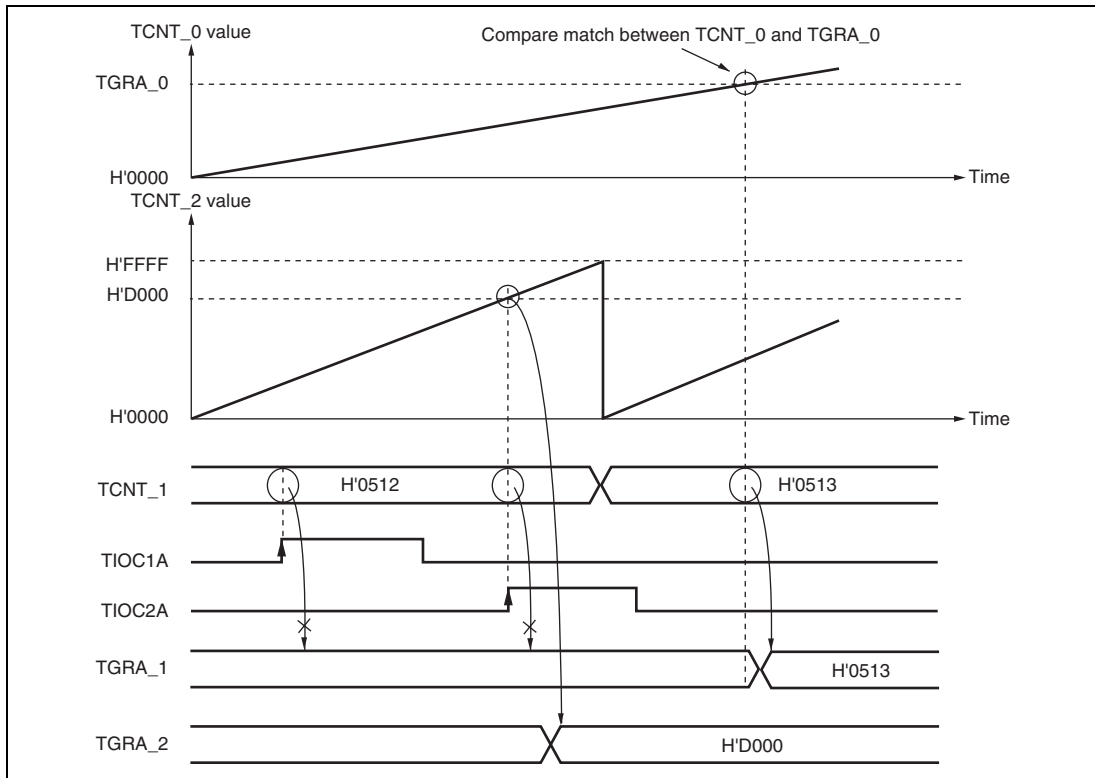 TCNT_0 value
Compare match between TCNT_0 and TGRA_0
TGRA_0
H'0000
Time
TCNT_2 value
H'FFFF
H'D000
H'0000
Time
TCNT_1
H'0512
H'0513
TIOC1A
TIOC2A
TGRA_1
H'0513
TGRA_2
H'D000